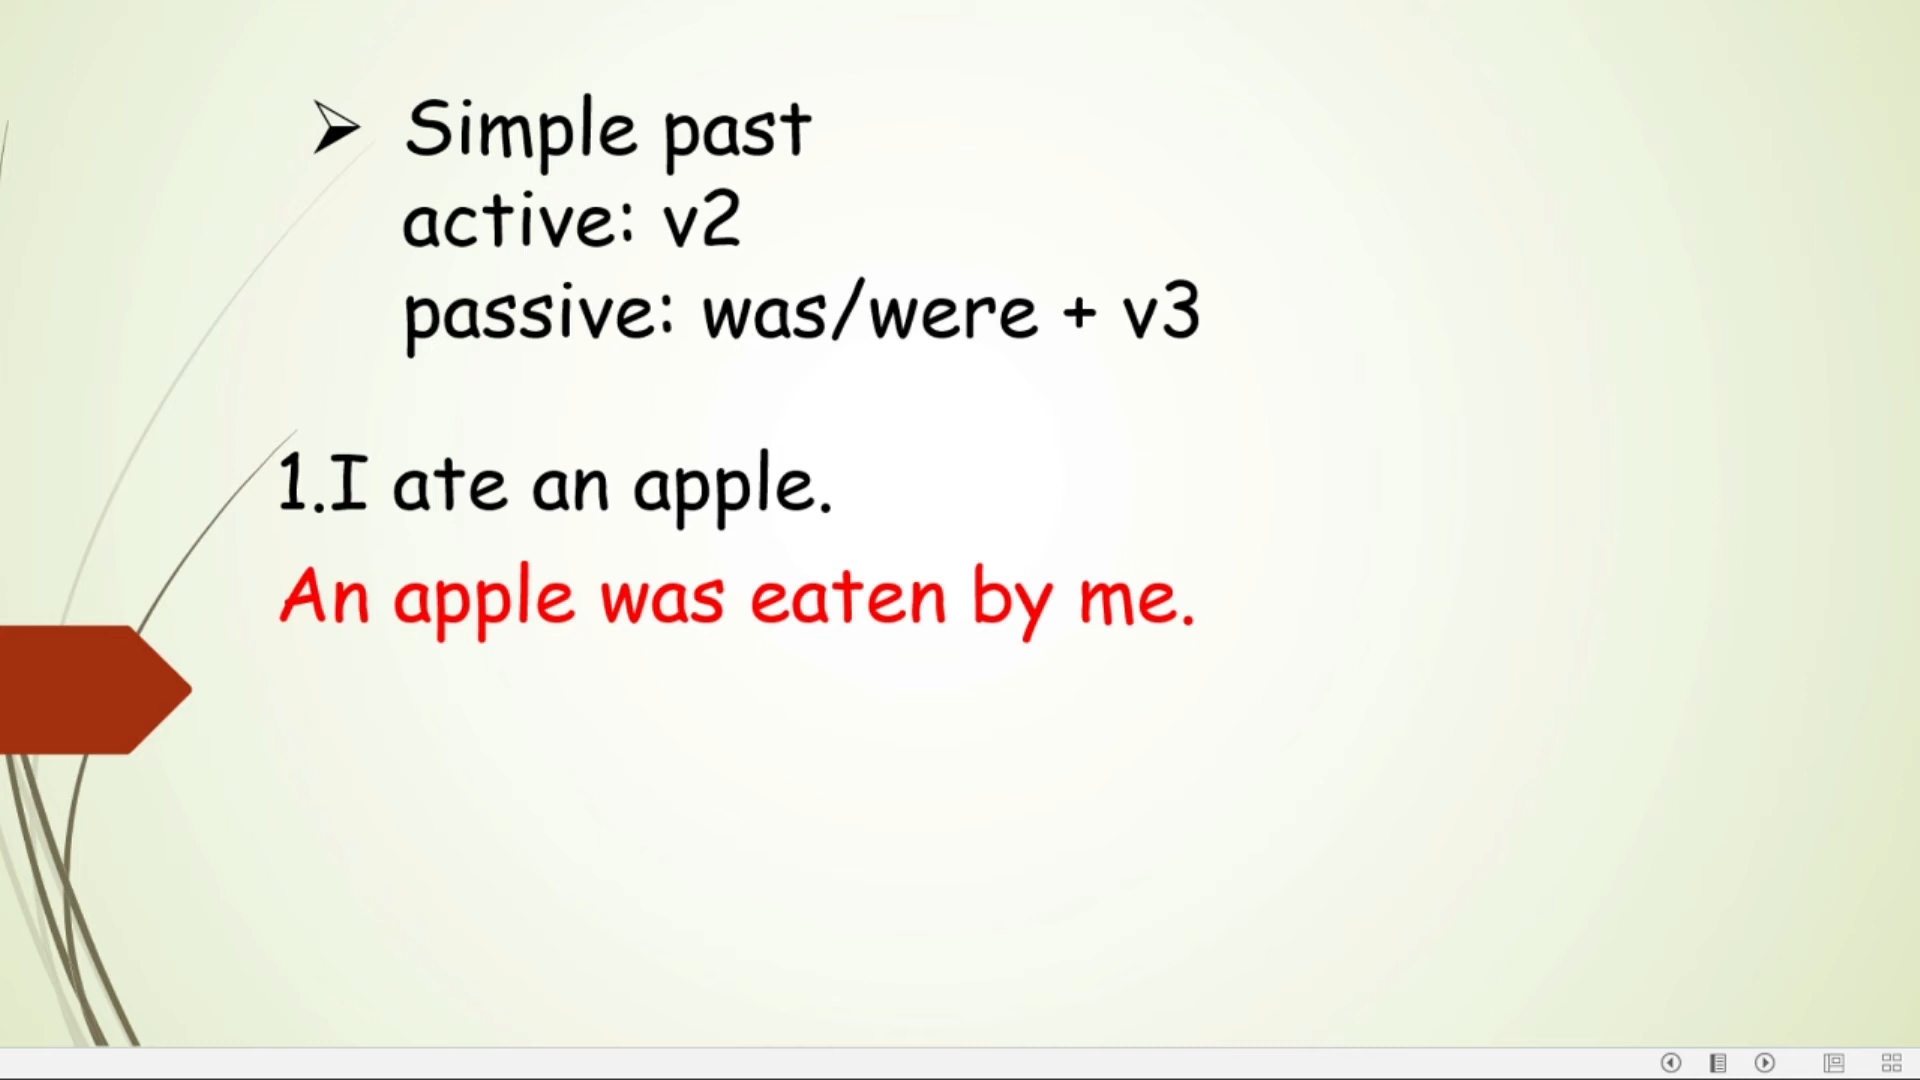 Simple past
active: v2
passive: was/were + v3
1.I ate an apple.
An apple was eaten by me.